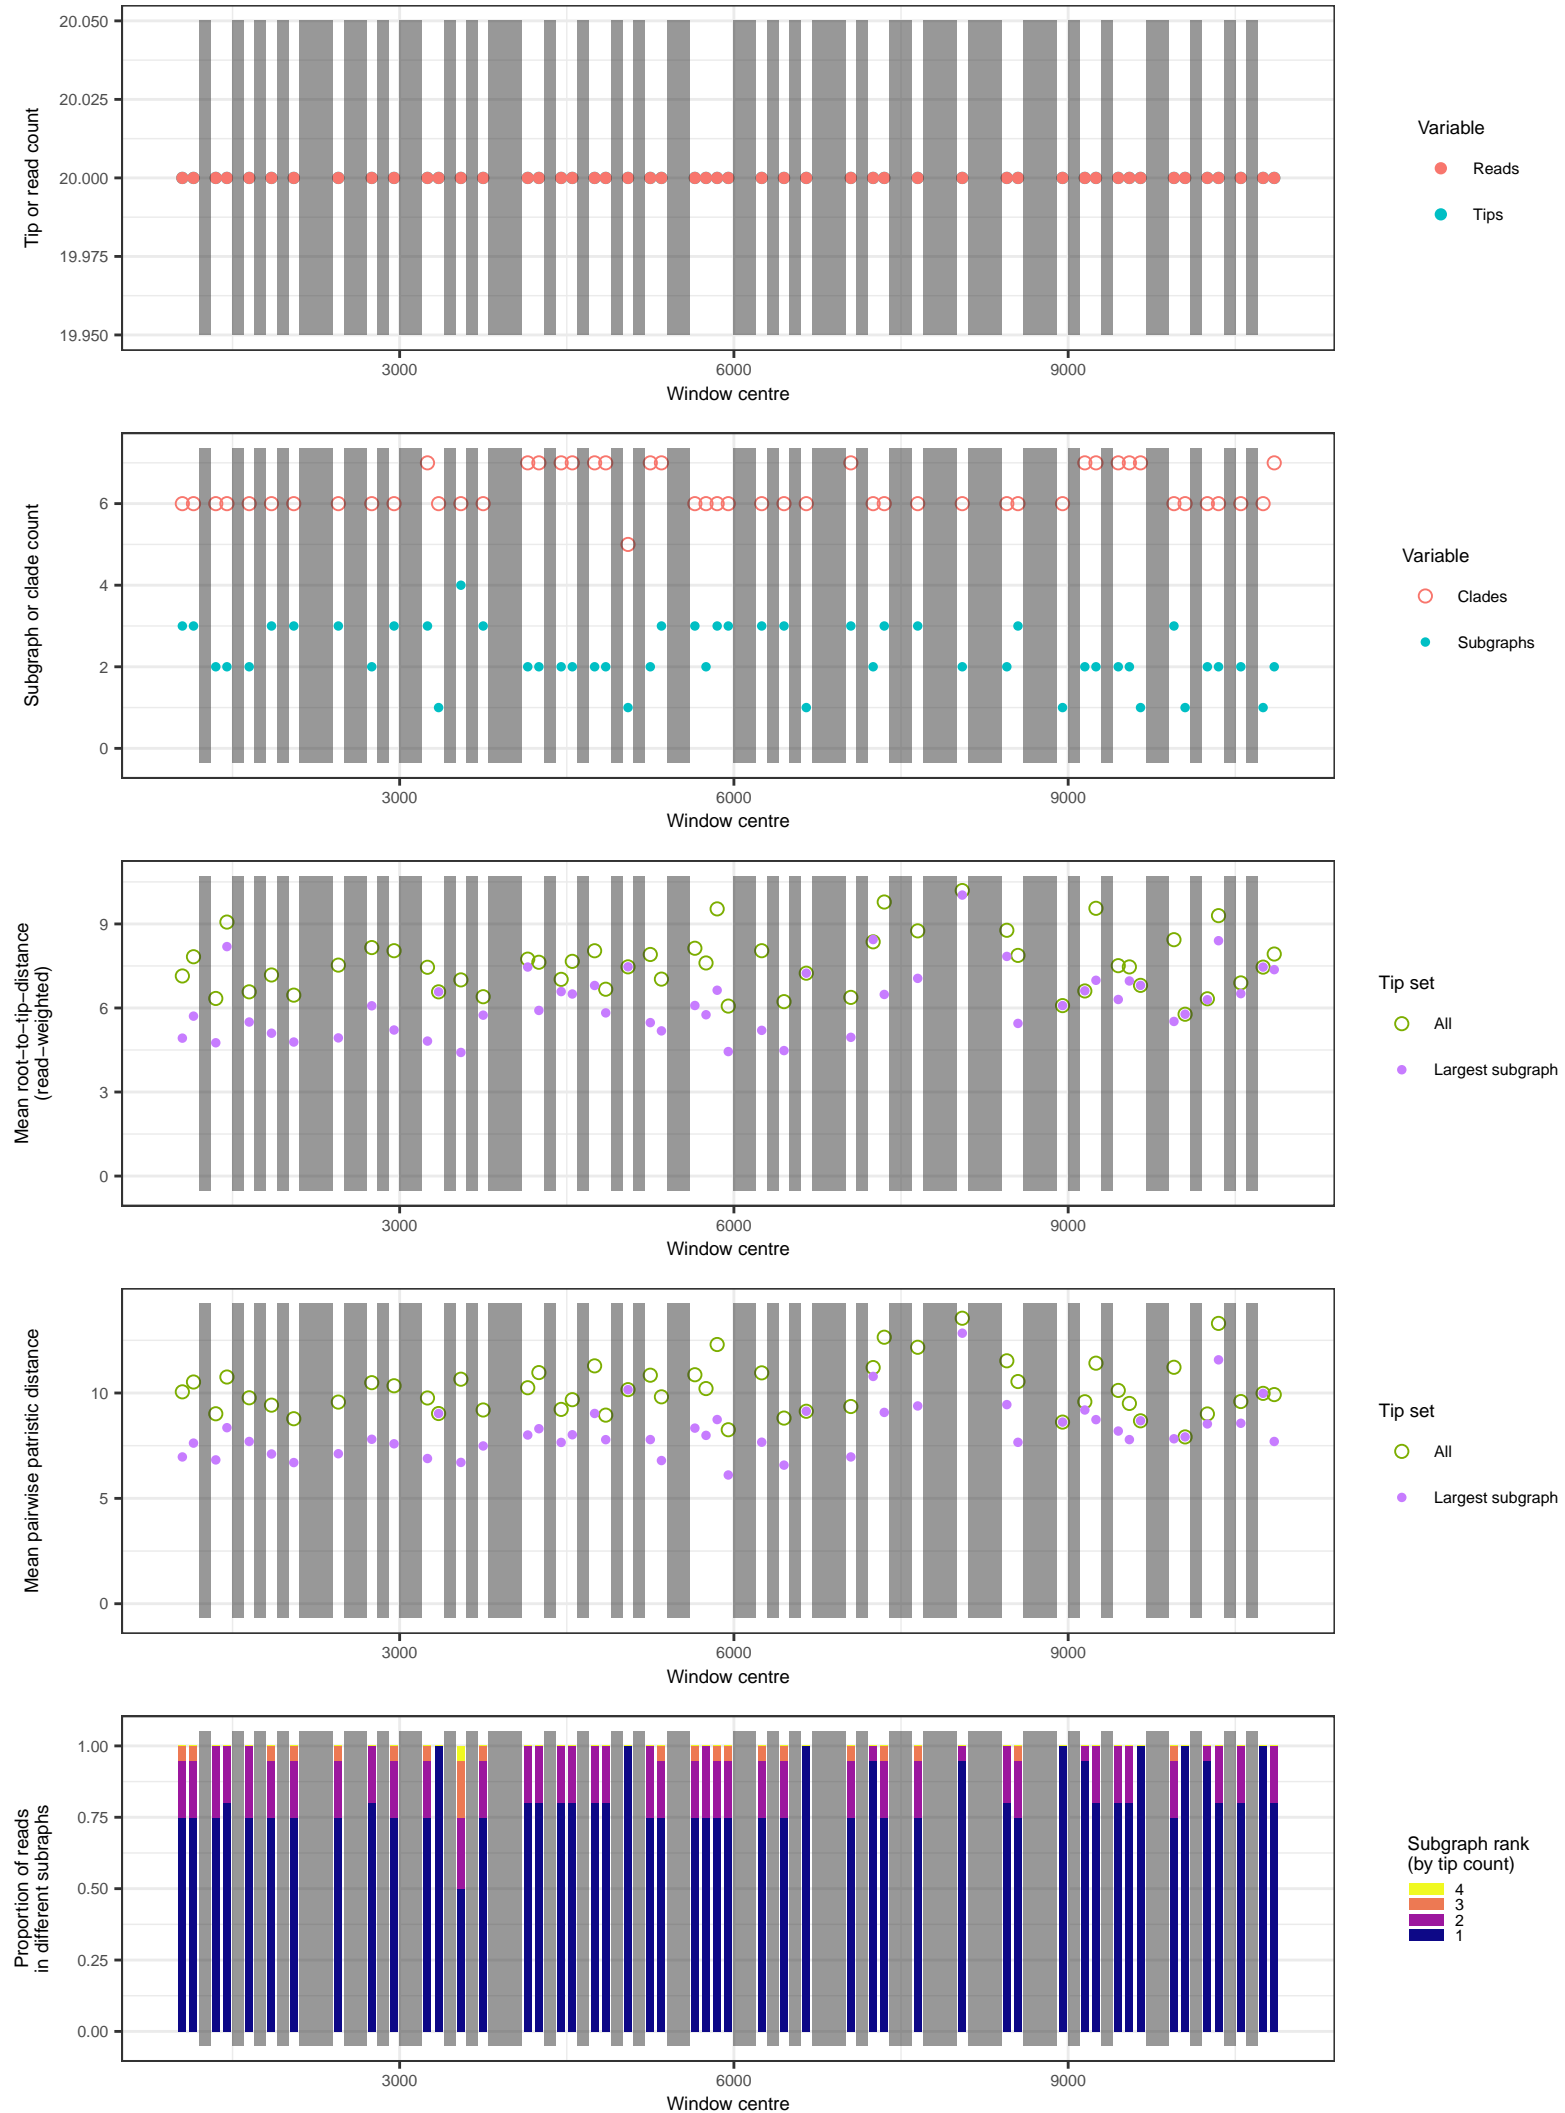 20.050
20.025
20.000
19.975
19.950
Tip or read count
3000 6000 9000
Window centre
Variable
Reads
Tips
6
4
2
0
Subgraph or clade count
3000 6000 9000
Window centre
Variable
Clades
Subgraphs
9
6
3
0
Mean root−to−tip−distance
(read−weighted)
3000 6000 9000
Window centre
Tip set
All
Largest subgraph
10
5
0
Mean pairwise patristic distance
3000 6000 9000
Window centre
Tip set
All
Largest subgraph
1.00
0.75
0.50
0.25
0.00
Proportion of reads
in different subraphs
3000 6000 9000
Window centre
Subgraph rank
(by tip count)
4
3
2
1